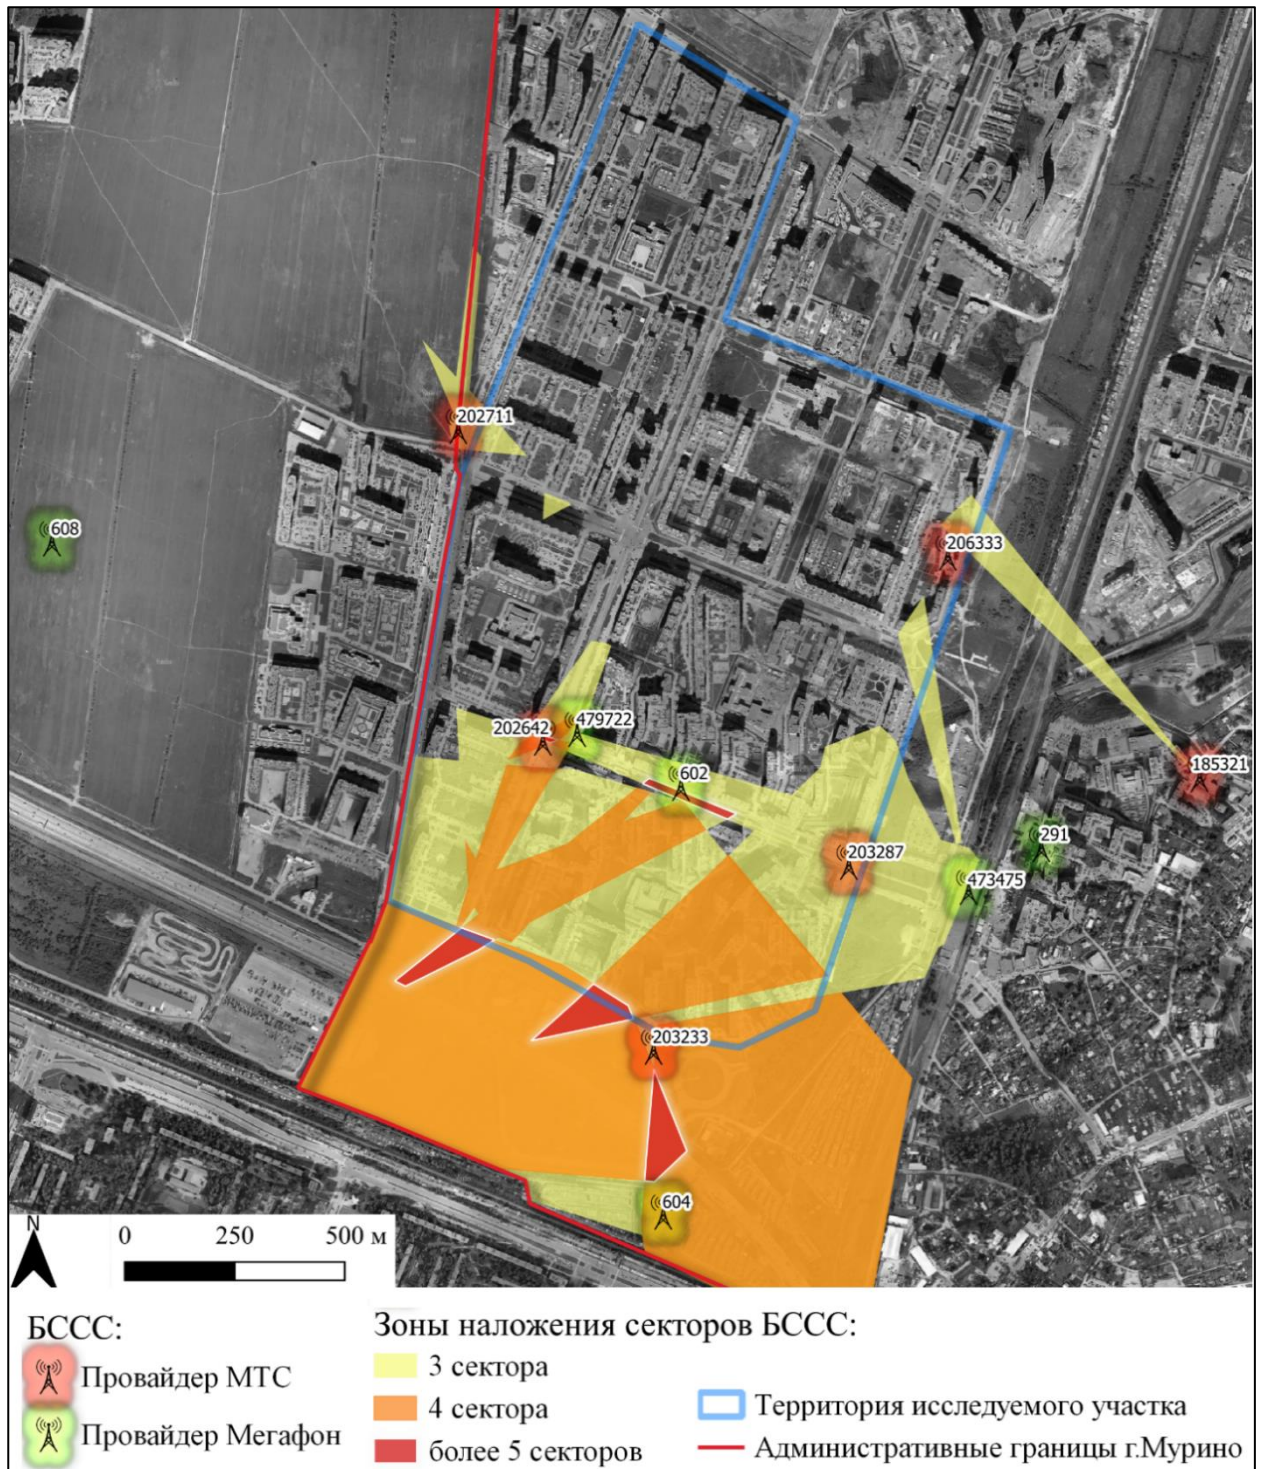 202711
608
206333
202642
479722
602
185321
291
203287
473475
203233
604
N
0 250 500 м
БССС:
Провайдер МТС
Провайдер Мегафон
Зоны наложения секторов БССС:
3 сектора
4 сектора
более 5 секторов
Территория исследуемого участка
Административные границы г.Мурино